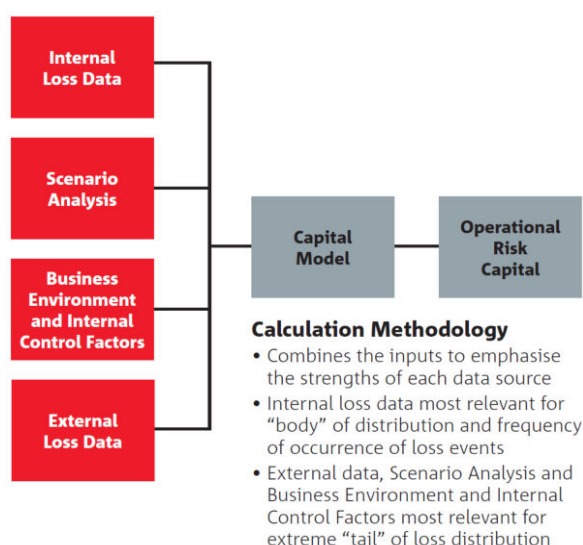 Internal
Loss Data
Scenario
Analysis
Business
Environment
and Internal
Control Factors
External
Loss Data
Capital
Model
Operational
Risk
Capital
Calculation Methodology
• Combines the inputs to emphasise
the strengths of each data source
• Internal loss data most relevant for
“body” of distribution and frequency
of occurrence of loss events
• External data, Scenario Analysis and
Business Environment and Internal
Control Factors most relevant for
extreme “tail” of loss distribution